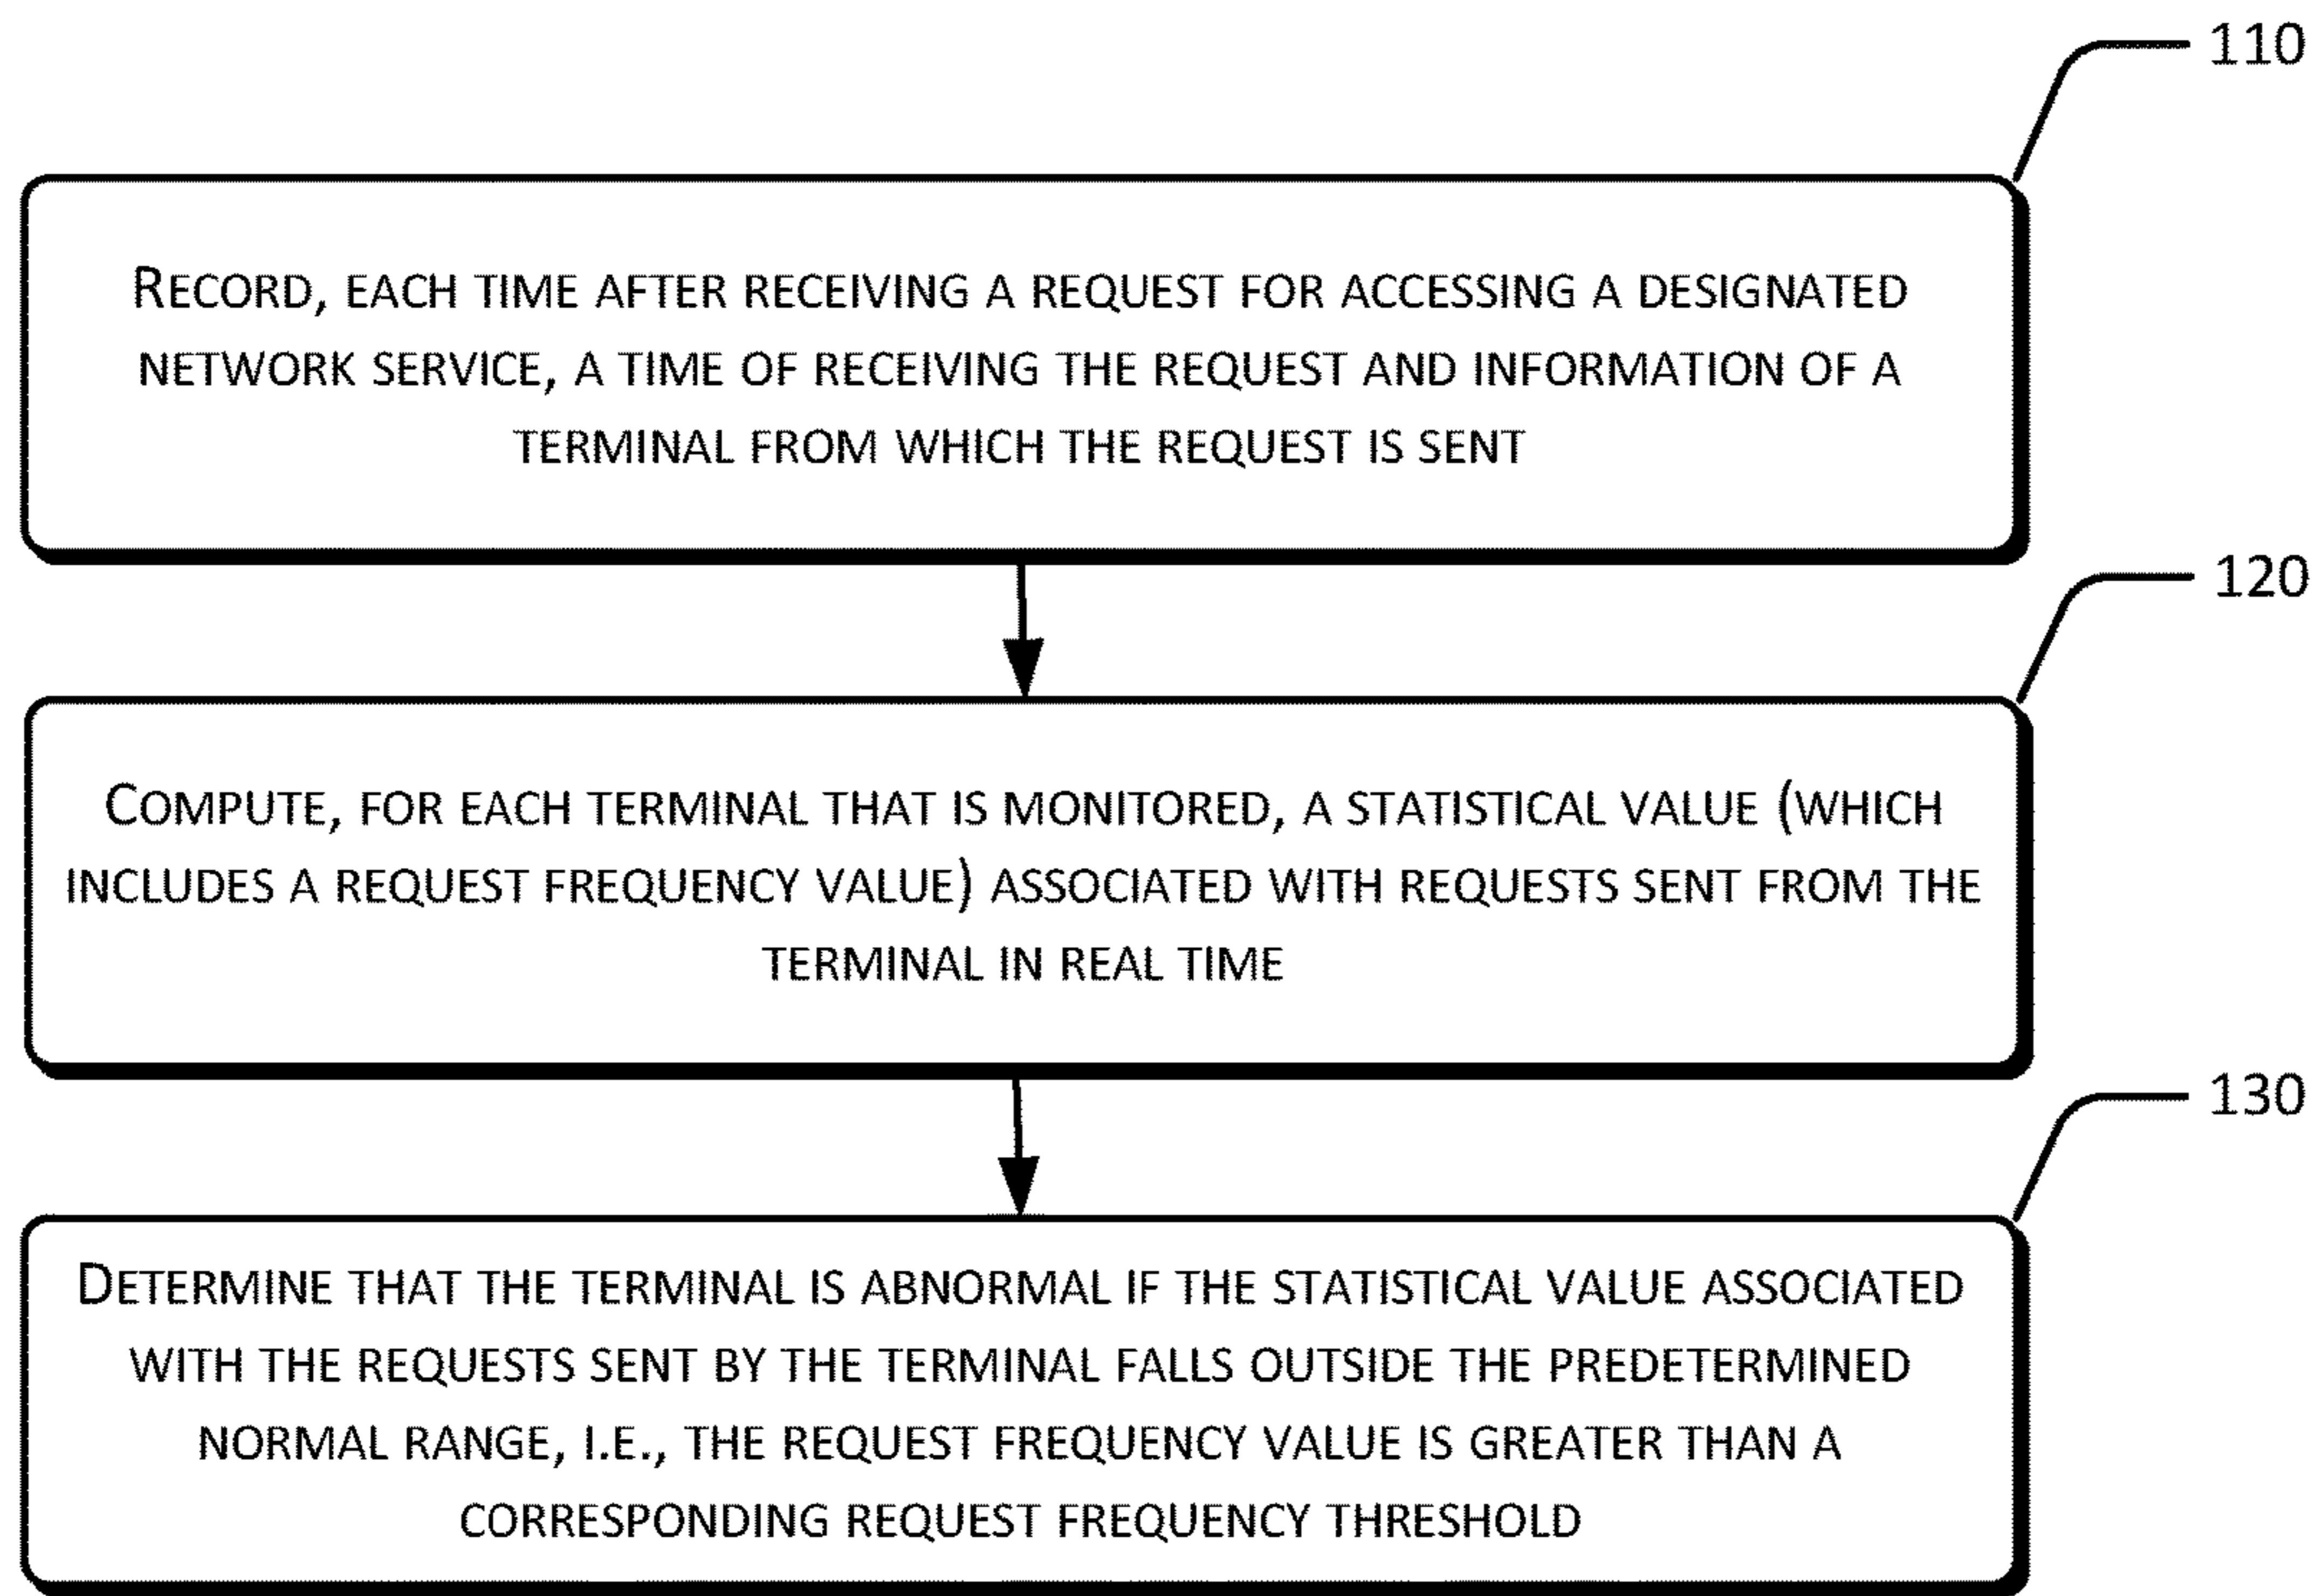 110
RECORD, EACH TIME AFTER RECEIVING A REQUEST FOR ACCESSING A DESIGNATED
NETWORK SERVICE, A TIME OF RECEIVING THE REQUEST AND INFORMATION OF A
TERMINAL FROM WHICH THE REQUEST IS SENT
120
COMPUTE, FOR EACH TERMINAL THAT IS MONITORED, A STATISTICAL VALUE (WHICH
INCLUDES A REQUEST FREQUENCY VALUE) ASSOCIATED WITH REQUESTS SENT FROM THE
TERMINAL IN REAL TIME
130
DETERMINE THAT THE TERMINAL IS ABNORMAL IF THE STATISTICAL VALUE ASSOCIATED
WITH THE REQUESTS SENT BY THE TERMINAL FALLS OUTSIDE THE PREDETERMINED
NORMAL RANGE, I.E., THE REQUEST FREQUENCY VALUE IS GREATER THAN A
CORRESPONDING REQUEST FREQUENCY THRESHOLD